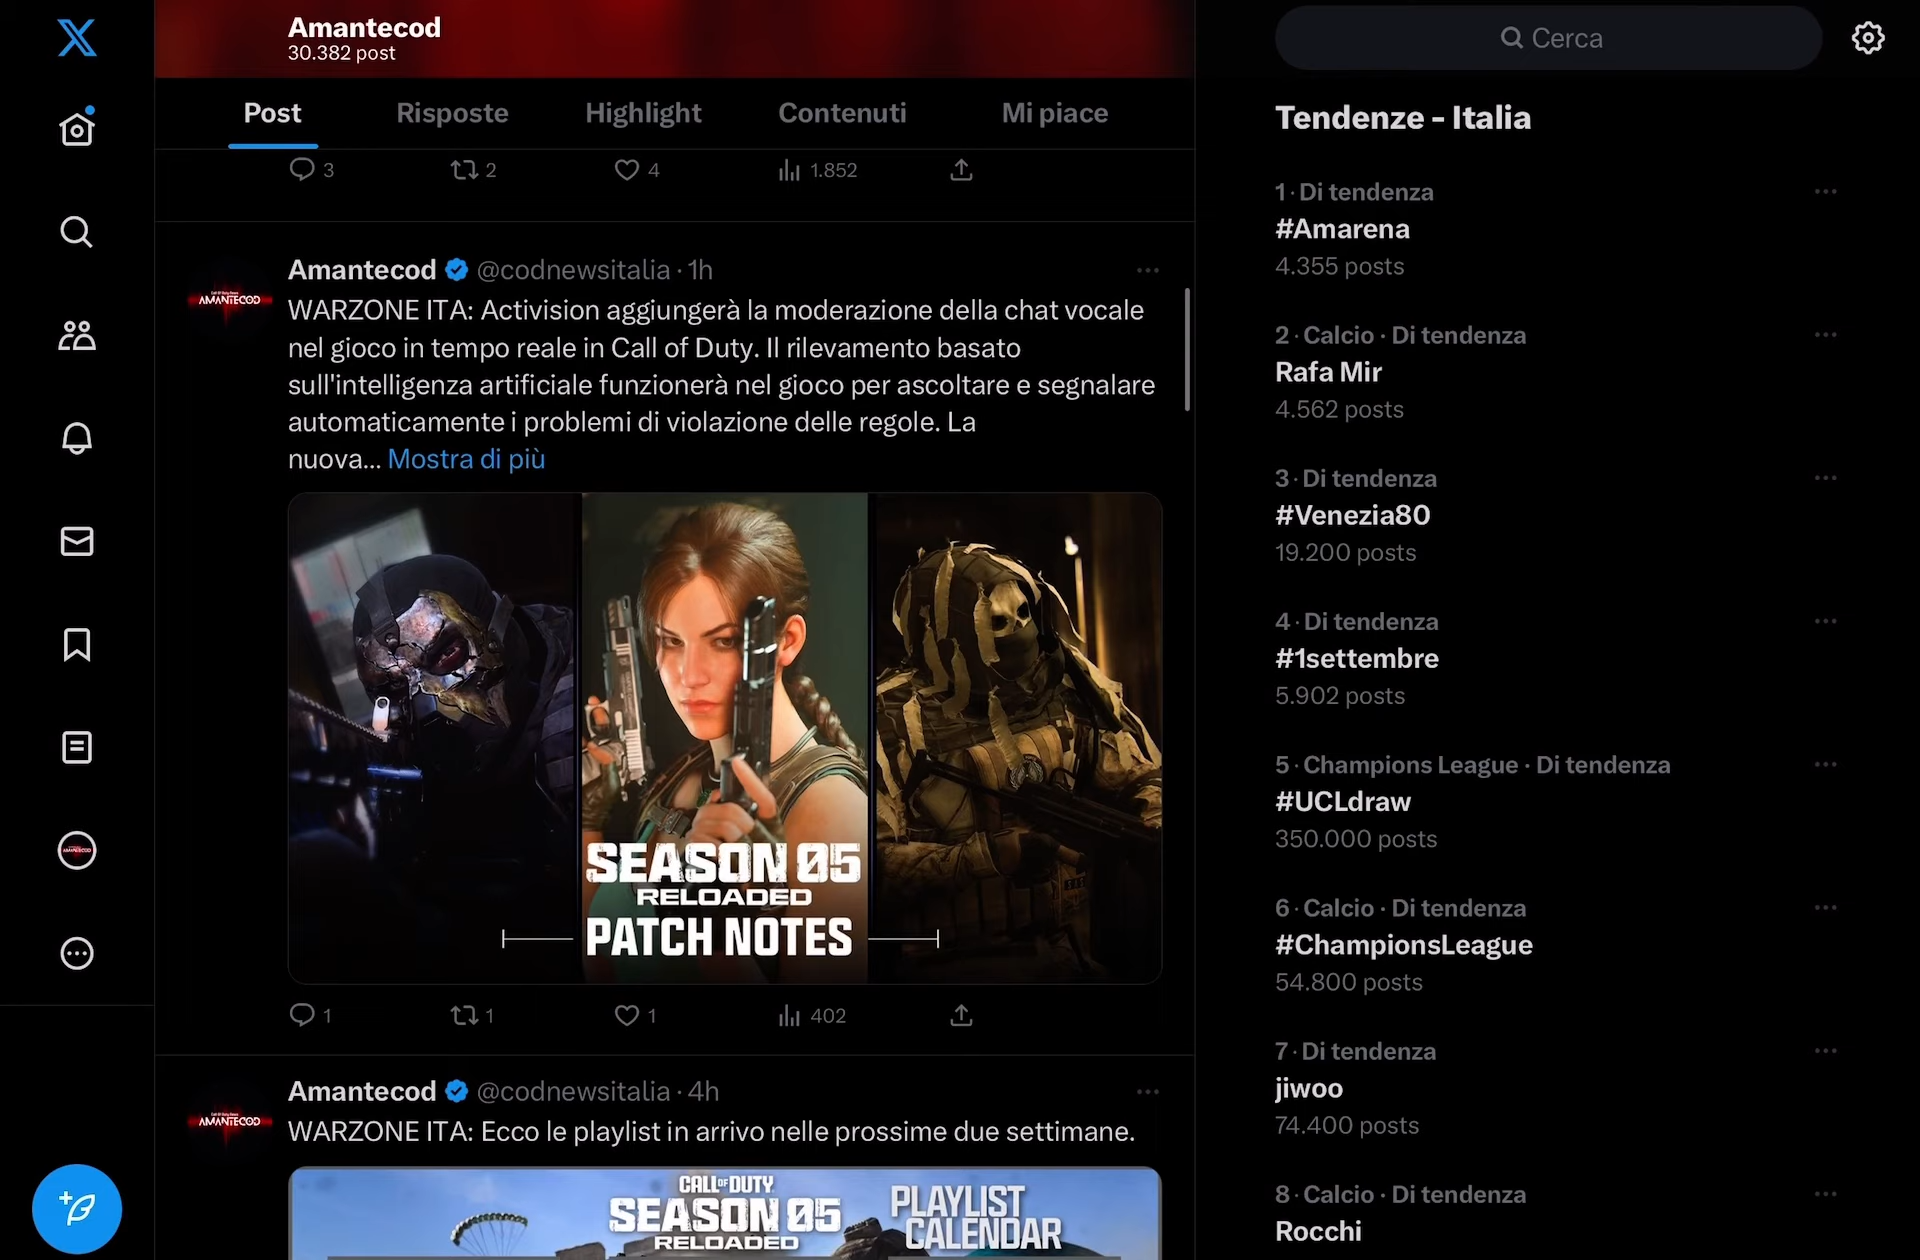 Amantecod
30.382 post
Cerca
Post
Risposte
Highlight
Contenuti
Mi piace
3
2
4
1.852
Amantecod @codnewsitalia · 1h
WARZONE ITA: Activision aggiungerà la moderazione della chat vocale
nel gioco in tempo reale in Call of Duty. Il rilevamento basato
sull'intelligenza artificiale funzionerà nel gioco per ascoltare e segnalare
automaticamente i problemi di violazione delle regole. La
nuova... Mostra di più
AMANTECOD
SEASON 05
RELOADED
PATCH NOTES
1
1
1
402
Amantecod @codnewsitalia · 4h
WARZONE ITA: Ecco le playlist in arrivo nelle prossime due settimane.
AMANTECOD
CALL OF DUTY
SEASON 05
RELOADED
PLAYLIST
CALENDAR
Tendenze - Italia
1 · Di tendenza
#Amarena
4.355 posts
2 · Calcio · Di tendenza
Rafa Mir
4.562 posts
3 · Di tendenza
#Venezia80
19.200 posts
4 · Di tendenza
#1settembre
5.902 posts
5 · Champions League · Di tendenza
#UCLdraw
350.000 posts
6 · Calcio · Di tendenza
#ChampionsLeague
54.800 posts
7 · Di tendenza
jiwoo
74.400 posts
8 · Calcio · Di tendenza
Rocchi